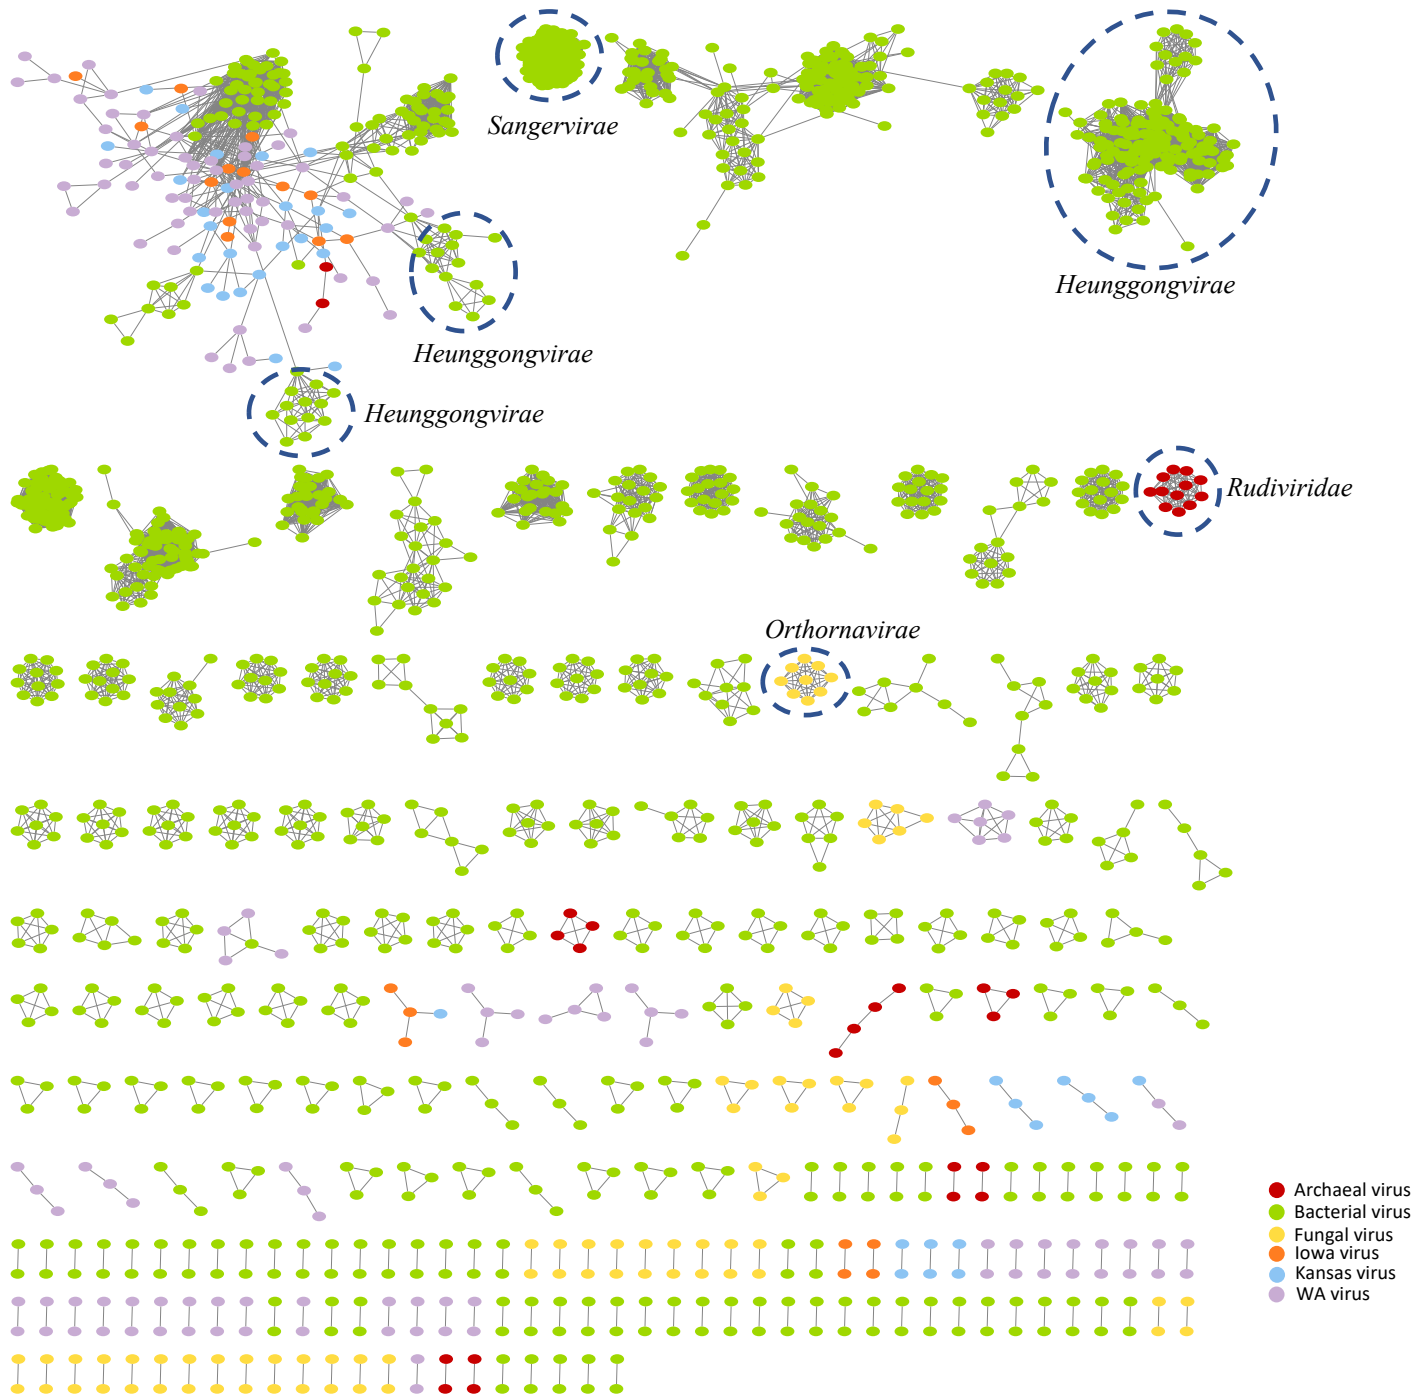 Sangervirae
Heunggongvirae
Heunggongvirae
Heunggongvirae
Rudiviridae
Orthornavirae
Archaeal virus
Bacterial virus
Fungal virus
Iowa virus
Kansas virus
WA virus